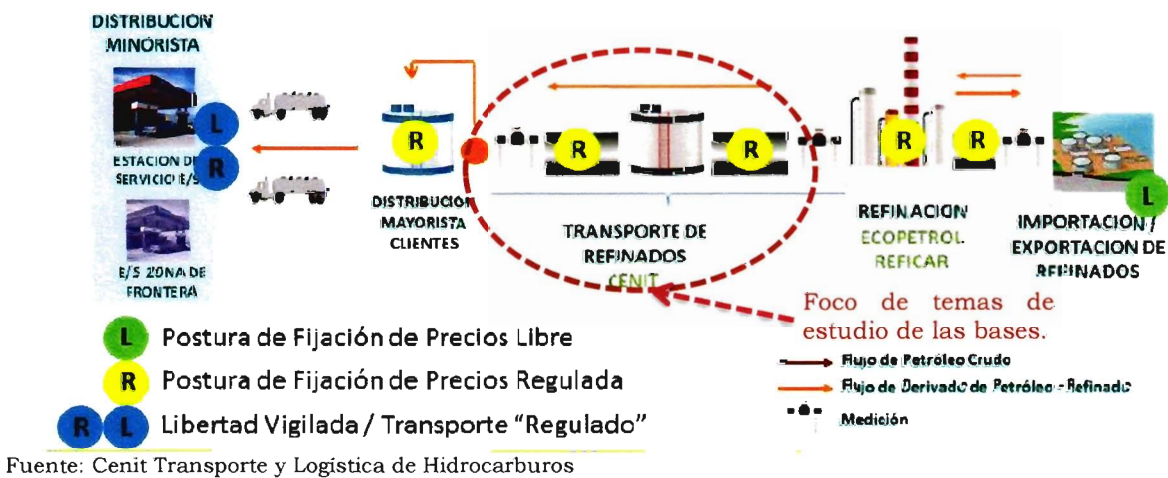 DISTRIBUCION
MINORISTA
L
R
ESTACION DE
SERVICIO E/S
E/S ZONA DE
FRONTERA
R
DISTRIBUCION
MAYORISTA
CLIENTES
R
R
TRANSPORTE DE
REFINADOS
CENIT
R
R
REFINACION
ECOPETROL
REFICAR
L
IMPORTACION /
EXPORTACION DE
REFINADOS
Foco de temas de
estudio de las bases.
L Postura de Fijación de Precios Libre
R Postura de Fijación de Precios Regulada
R L Libertad Vigilada / Transporte "Regulado"
Flujo de Petróleo Crudo
Flujo de Derivado de Petróleo - Refinado
Medición
Fuente: Cenit Transporte y Logística de Hidrocarburos